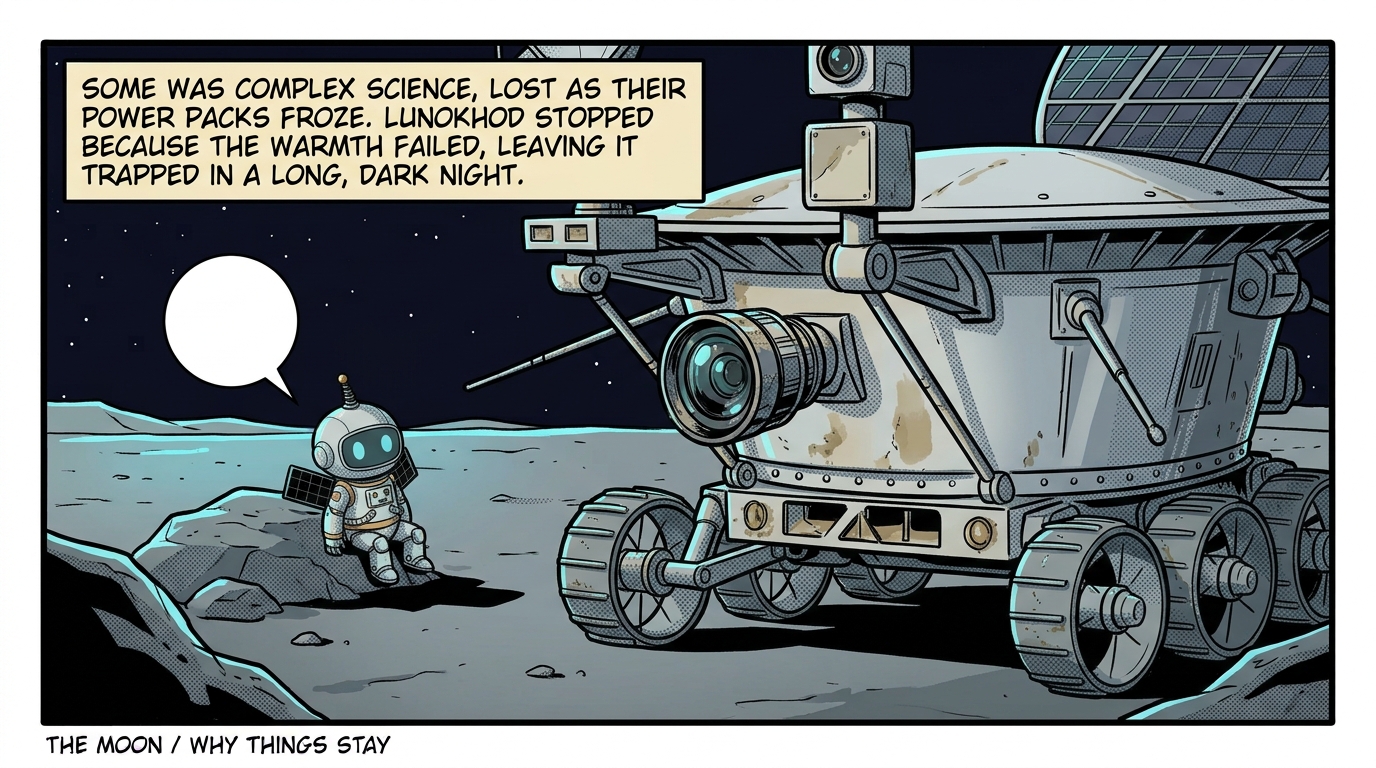 SOME WAS COMPLEX SCIENCE, LOST AS THEIR
POWER PACKS FROZE. LUNOKHOD STOPPED
BECAUSE THE WARMTH FAILED, LEAVING IT
TRAPPED IN A LONG, DARK NIGHT.
THE MOON / WHY THINGS STAY